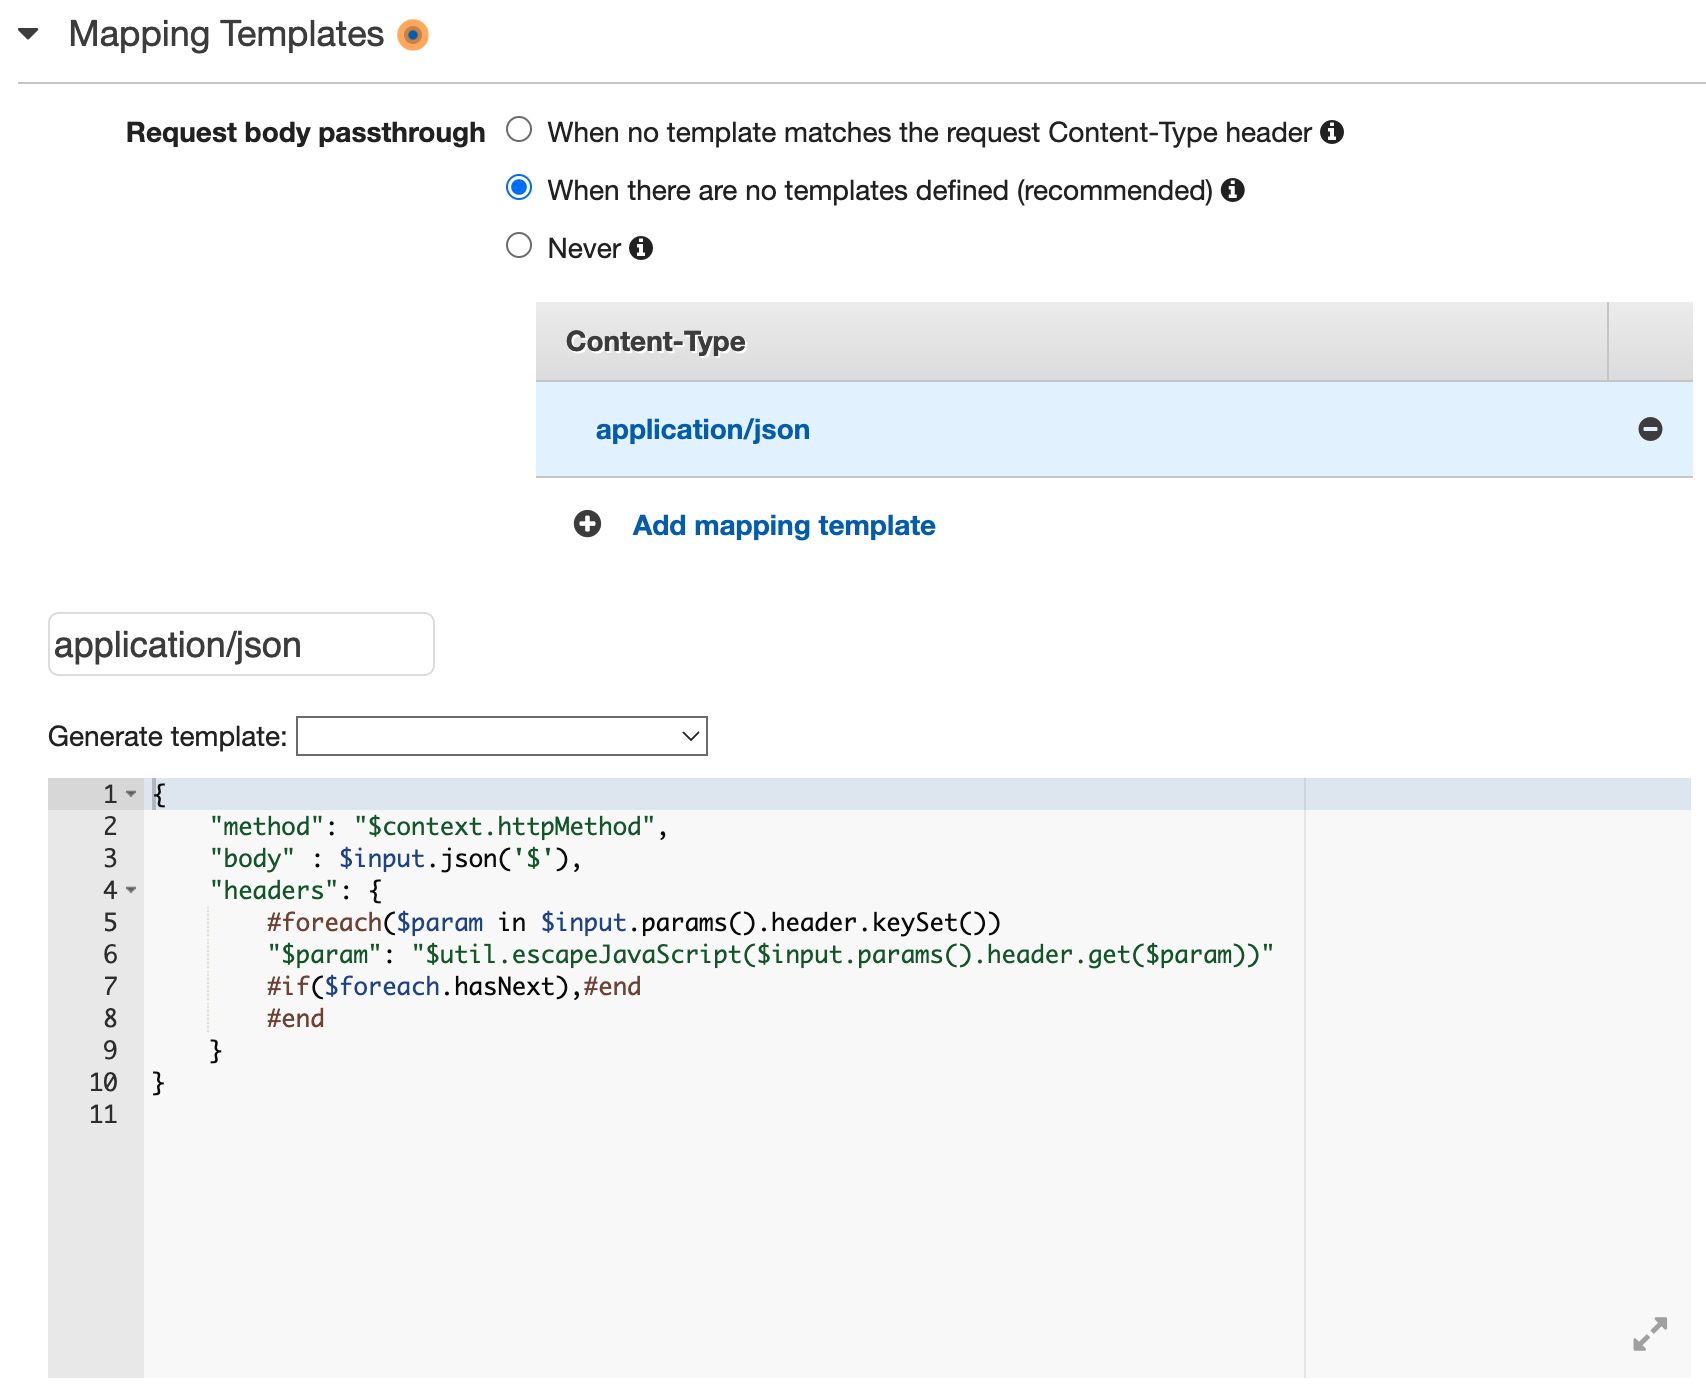 Mapping Templates
Request body passthrough
When no template matches the request Content-Type header
When there are no templates defined (recommended)
Never
Content-Type
application/json
Add mapping template
application/json
Generate template:
1 {
2 "method": "$context.httpMethod",
3 "body" : $input.json('$'),
4 "headers": {
5 #foreach($param in $input.params().header.keySet())
6 "$param": "$util.escapeJavaScript($input.params().header.get($param))"
7 #if($foreach.hasNext),#end
8 #end
9 }
10 }
11